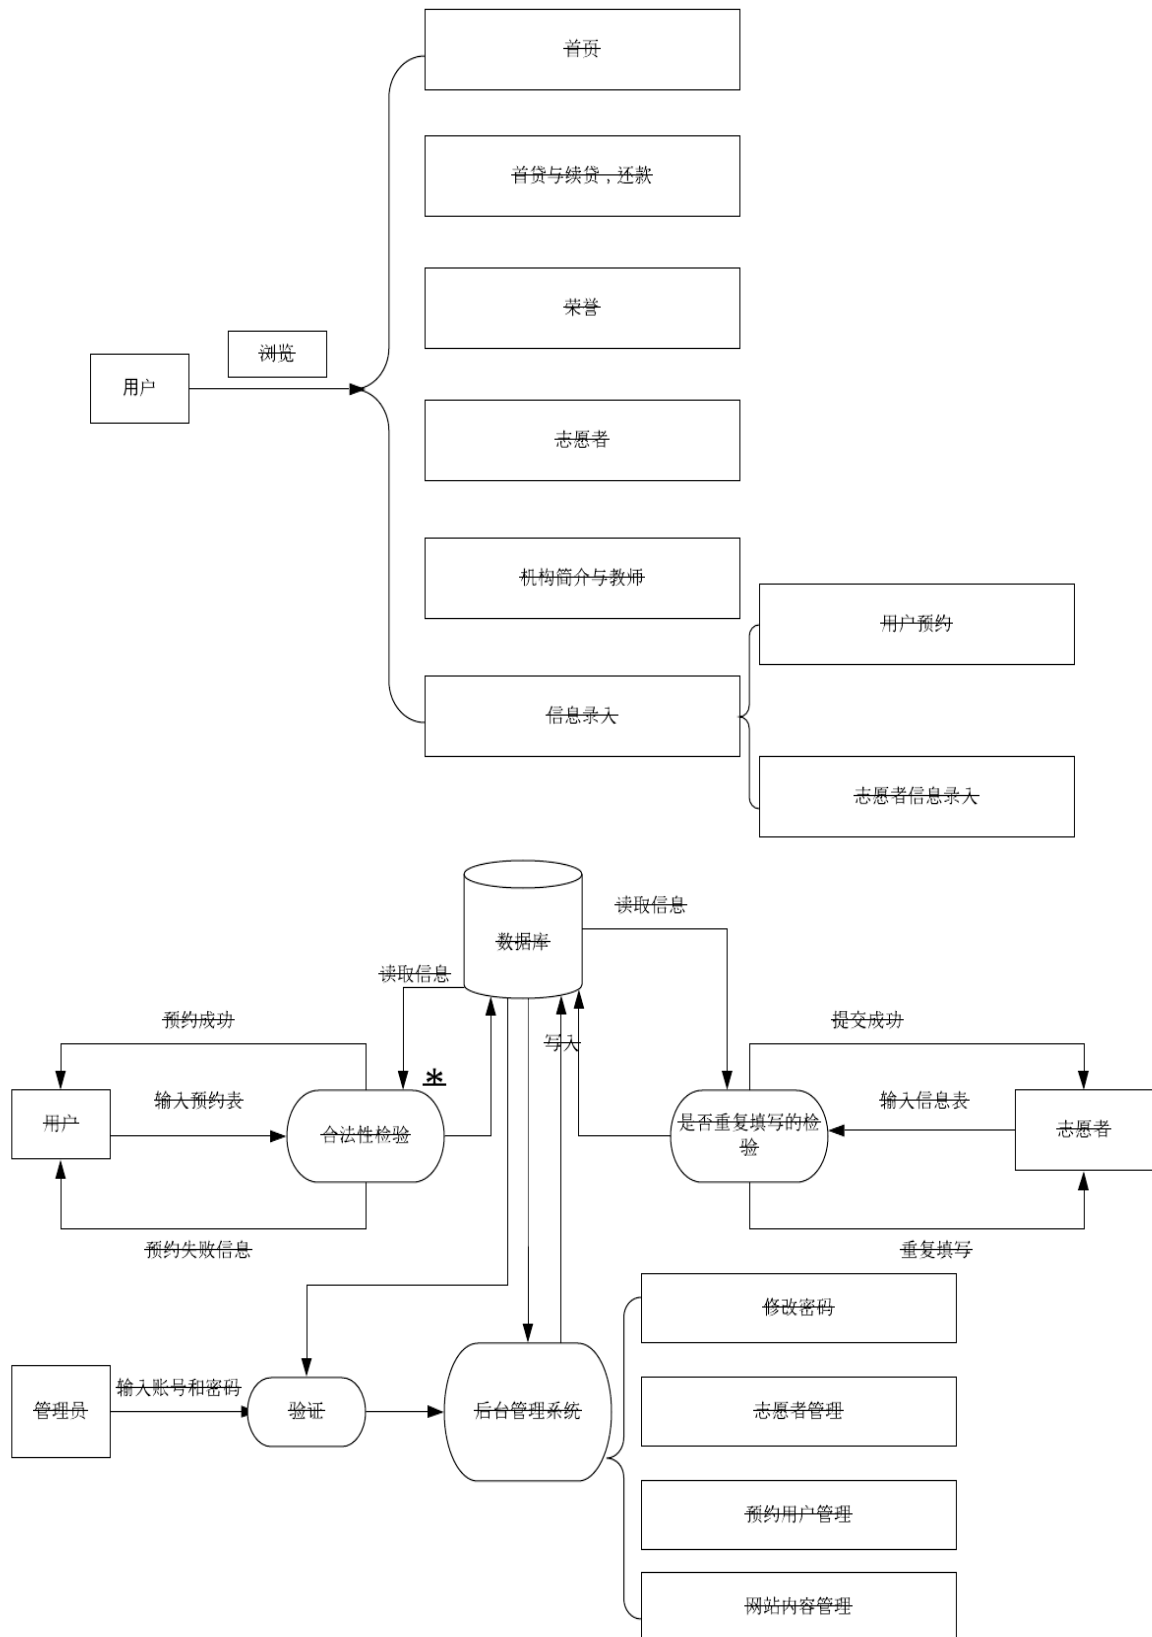 首页
首贷与续贷，还款
荣誉
浏览
用户
志愿者
机构简介与教师
用户预约
信息录入
志愿者信息录入
读取信息
数据库
读取信息
预约成功
写入
提交成功
*
输入预约表
输入信息表
用户
合法性检验
是否重复填写的检
验
志愿者
预约失败信息
重复填写
修改密码
输入账号和密码
管理员
验证
后台管理系统
志愿者管理
预约用户管理
网站内容管理